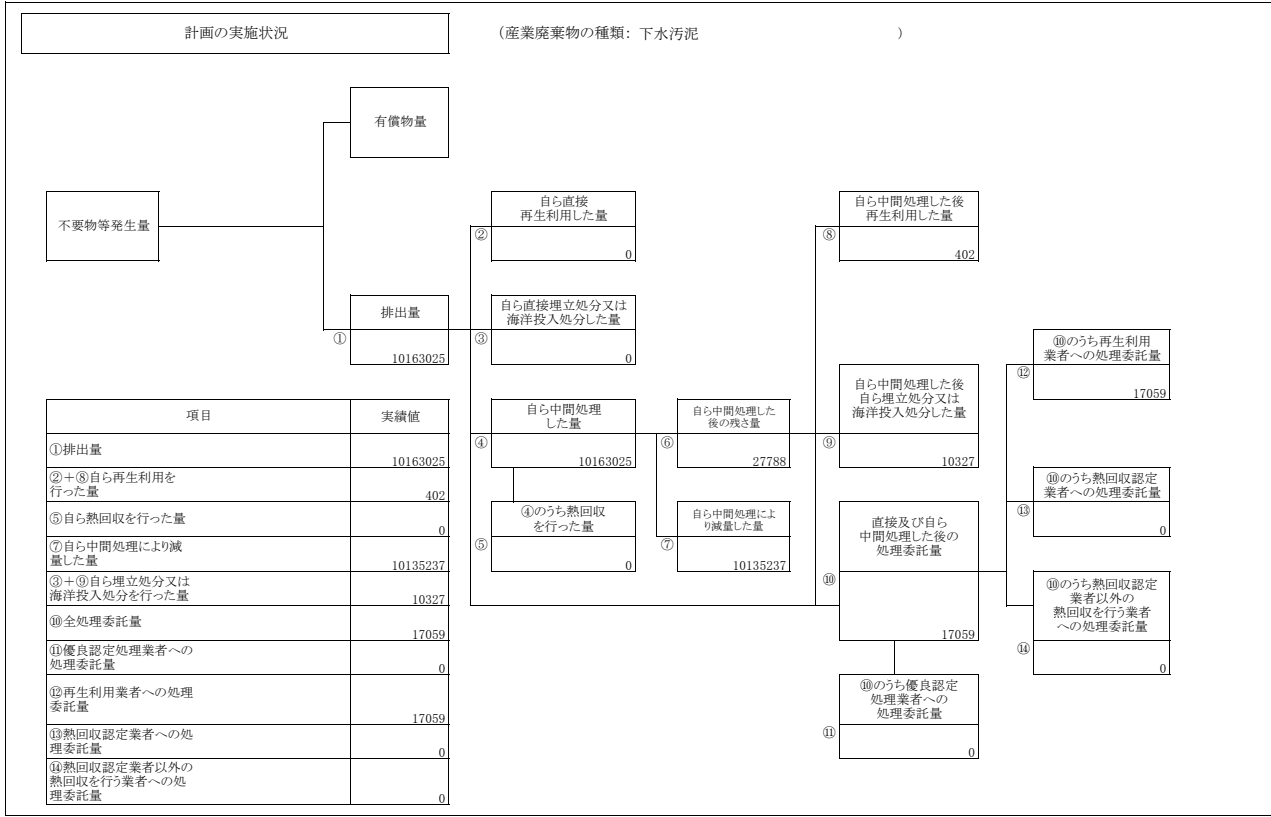 計画の実施状況
（産業廃棄物の種類： 下水汚泥 ）
有償物量
不要物等発生量
排出量
①
10163025
自ら直接
再生利用した量
②
0
自ら直接埋立処分又は
海洋投入処分した量
③
0
自ら中間処理
した量
④
10163025
④のうち熱回収
を行った量
⑤
0
自ら中間処理した
後の残さ量
⑥
27788
自ら中間処理によ
り減量した量
⑦
10135237
自ら中間処理した後
再生利用した量
⑧
402
自ら中間処理した後
自ら埋立処分又は
海洋投入処分した量
⑨
10327
直接及び自ら
中間処理した後の
処理委託量
⑩
17059
⑩のうち優良認定
処理業者への
処理委託量
⑪
0
⑩のうち再生利用
業者への処理委託量
⑫
17059
⑩のうち熱回収認定
業者への処理委託量
⑬
0
⑩のうち熱回収認定
業者以外の
熱回収を行う業者
への処理委託量
⑭
0
項目 実績値
①排出量
10163025
②＋⑧自ら再生利用を
行った量
402
⑤自ら熱回収を行った量
0
⑦自ら中間処理により減
量した量
10135237
③＋⑨自ら埋立処分又は
海洋投入処分を行った量
10327
⑩全処理委託量
17059
⑪優良認定処理業者への
処理委託量
0
⑫再生利用業者への処理
委託量
17059
⑬熱回収認定業者への処
理委託量
0
⑭熱回収認定業者以外の
熱回収を行う業者への処
理委託量
0